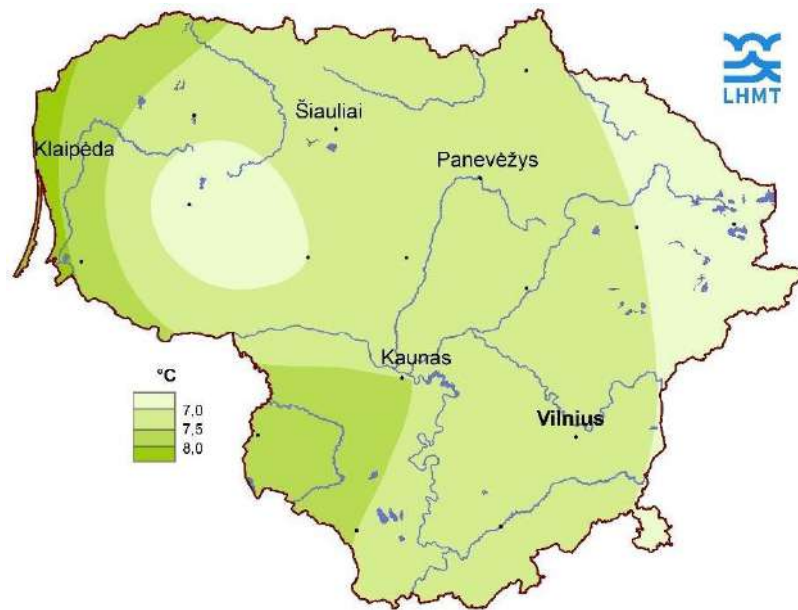 LHMT
Šiauliai
Klaipėda
Panevėžys
Kaunas
°C
7,0
7,5
8,0
Vilnius